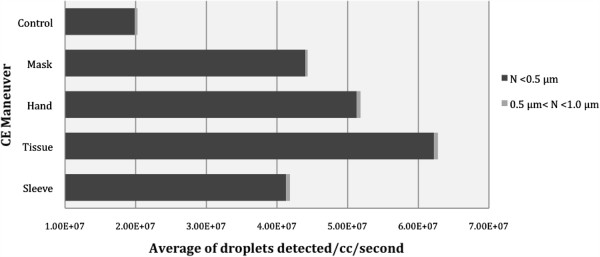 Control
Mask
Hand
Tissue
Sleeve
CE Maneuver
1.00E+07 2.00E+07 3.00E+07 4.00E+07 5.00E+07 6.00E+07 7.00E+07
Average of droplets detected/cc/second
N <0.5 μm
0.5 μm< N <1.0 μm